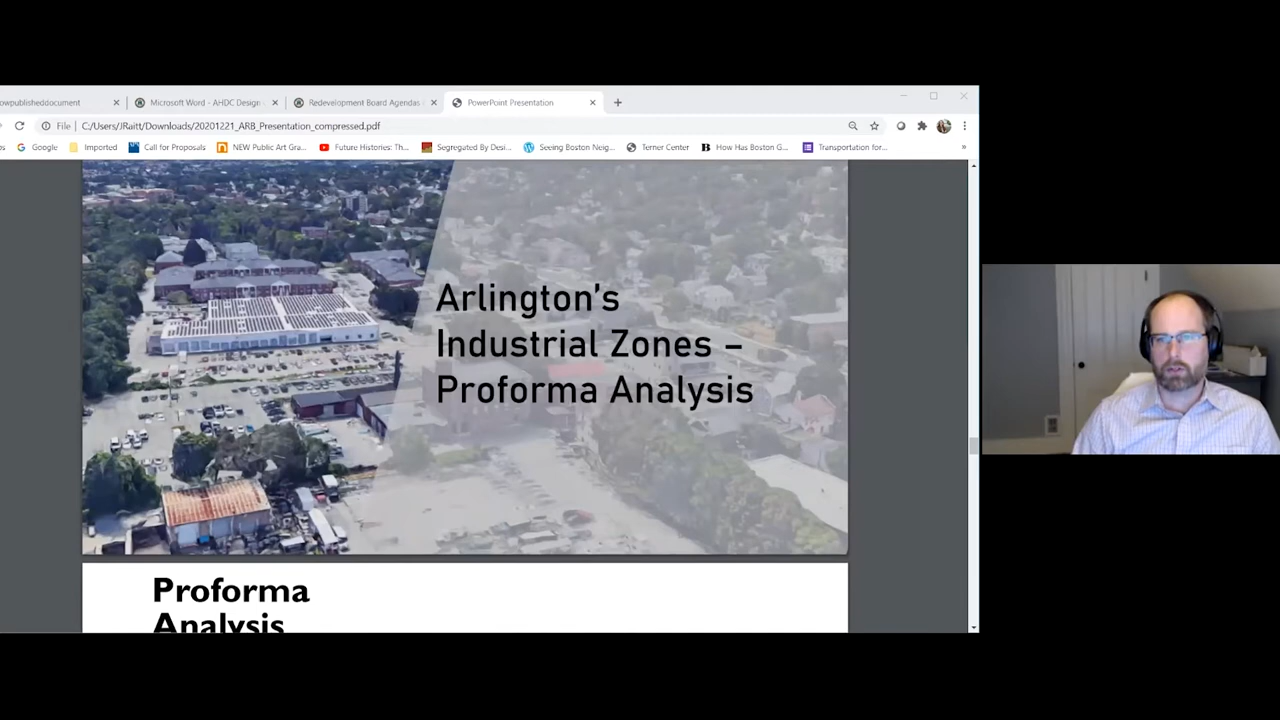 owpublisheddocument
Microsoft Word - AHDC Design
Redevelopment Board Agendas
PowerPoint Presentation
File
C:/Users/JRaitt/Downloads/20201221_ARB_Presentation_compressed.pdf
ps
Google
Imported
Call for Proposals
NEW Public Art Gra...
Future Histories: Th...
Segregated By Desi...
Seeing Boston Neig...
Terner Center
How Has Boston G...
Transportation for...
»
Arlington's
Industrial Zones –
Proforma Analysis
Proforma
Analysis